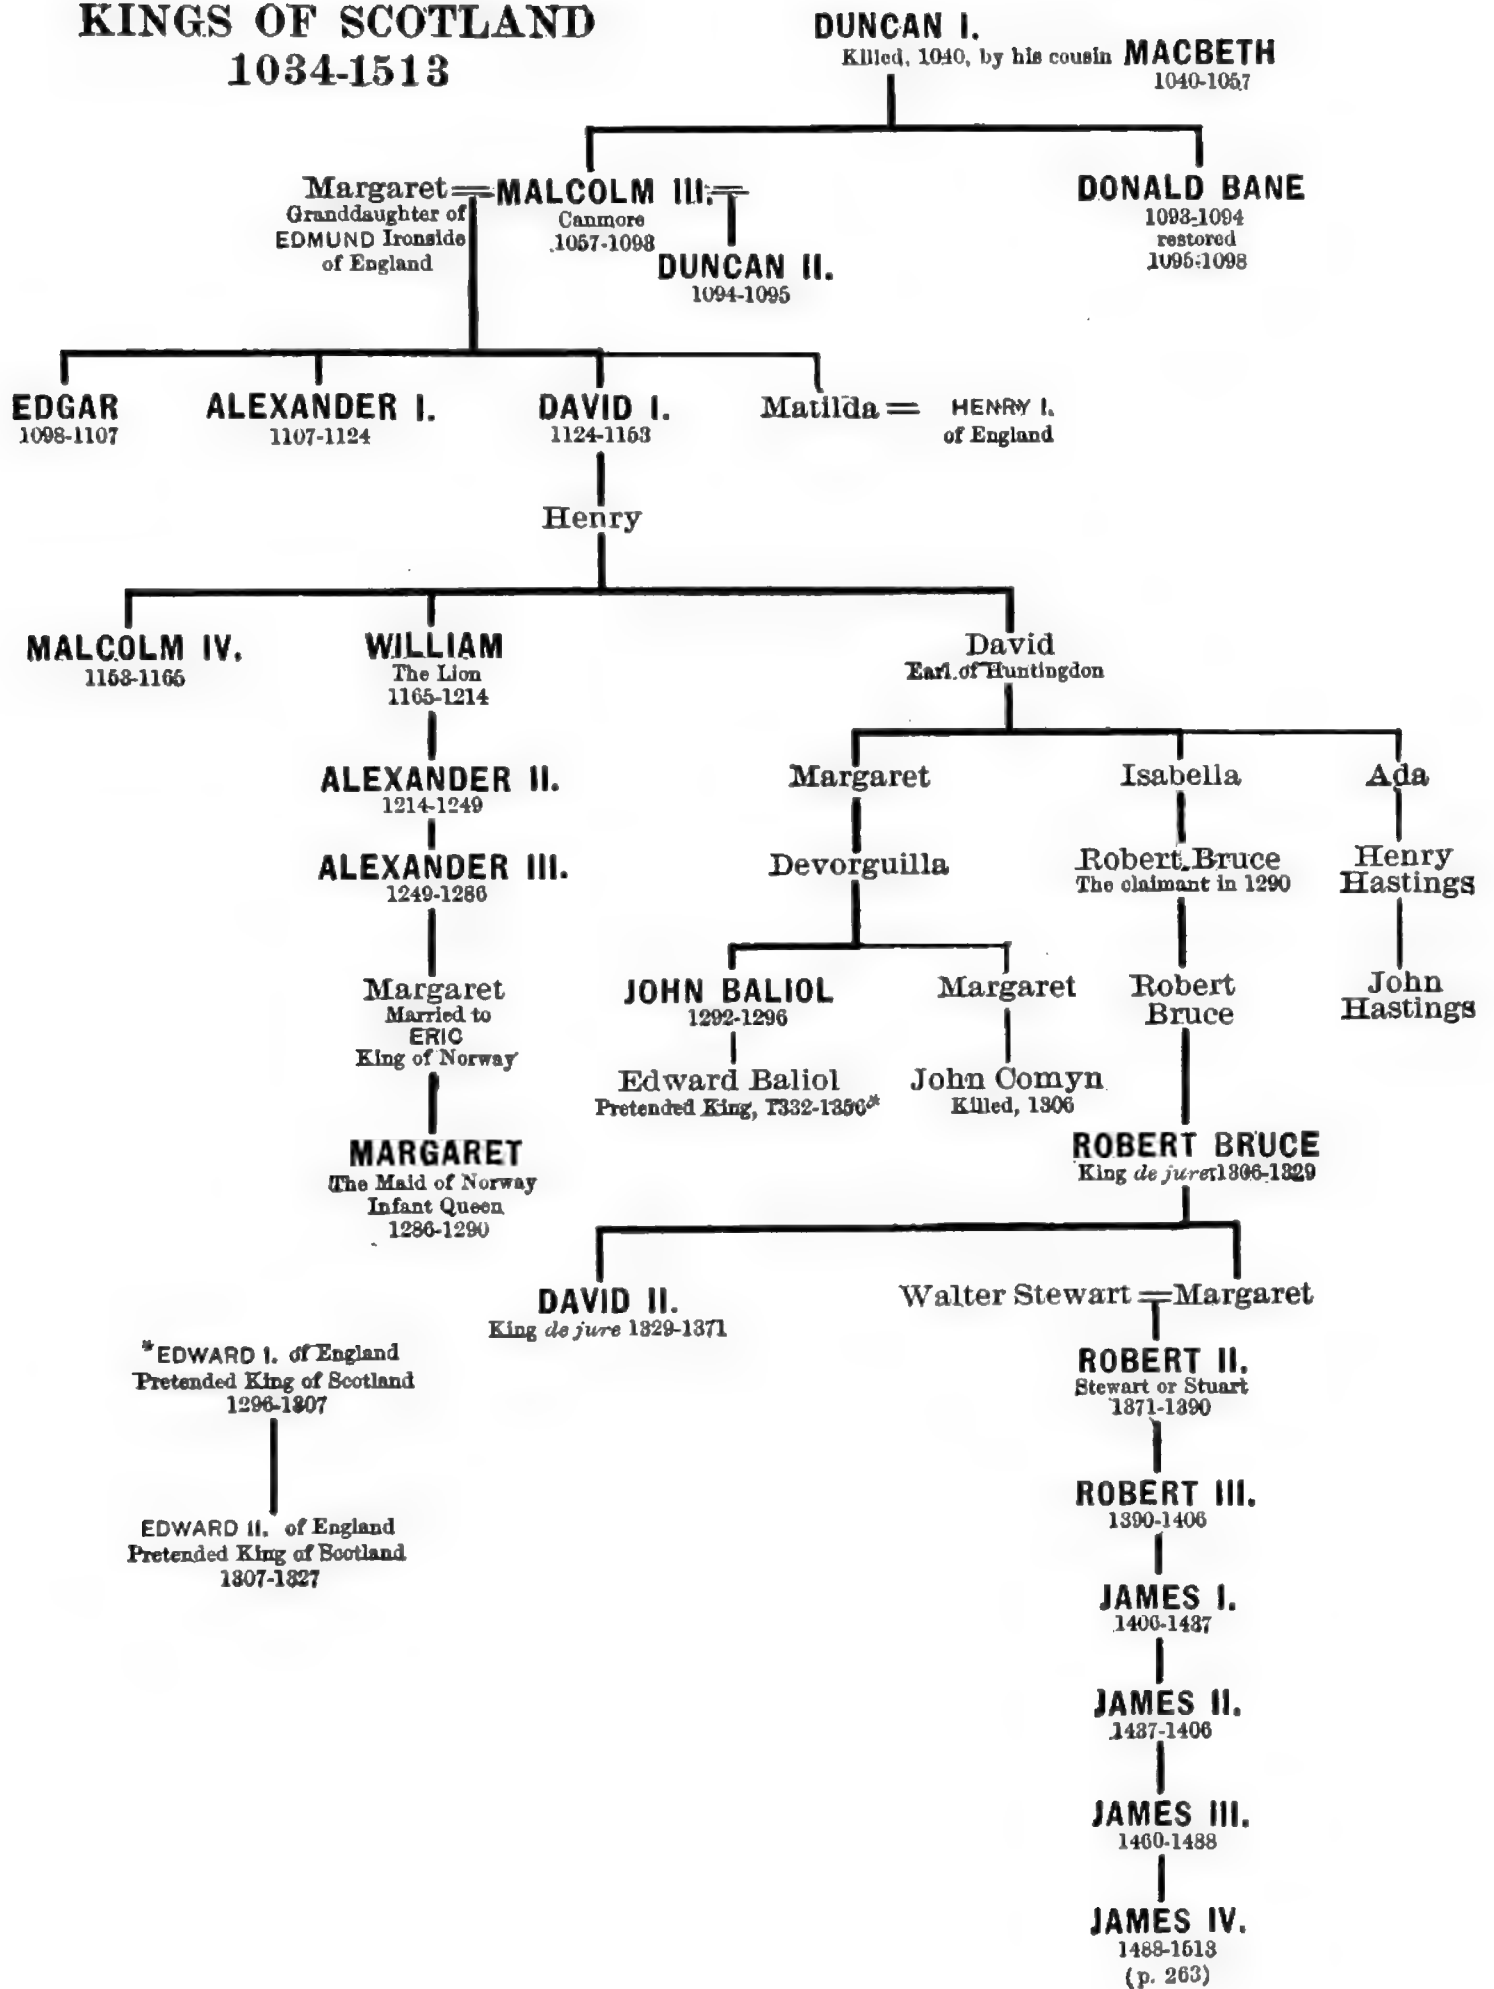 KINGS OF SCOTLAND
1034-1513
DUNCAN I.
Killed, 1040, by his cousin MACBETH
1040-1057
Margaret = MALCOLM III. =
Granddaughter of
EDMUND Ironside
of England
Canmore
1057-1093
DUNCAN II.
1094-1095
DONALD BANE
1093-1094
restored
1095-1098
EDGAR
1098-1107
ALEXANDER I.
1107-1124
DAVID I.
1124-1153
Matilda = HENRY I.
of England
Henry
MALCOLM IV.
1153-1165
WILLIAM
The Lion
1165-1214
David
Earl of Huntingdon
ALEXANDER II.
1214-1249
Margaret
Isabella
Ada
ALEXANDER III.
1249-1286
Devorguilla
Robert Bruce
The claimant in 1290
Henry
Hastings
Margaret
Married to
ERIC
King of Norway
JOHN BALIOL
1292-1296
Margaret
Robert
Bruce
John
Hastings
Edward Baliol
Pretended King, 1332-1356*
John Comyn
Killed, 1306
MARGARET
The Maid of Norway
Infant Queen
1286-1290
ROBERT BRUCE
King de jure 1306-1329
DAVID II.
King de jure 1329-1371
Walter Stewart = Margaret
*EDWARD I. of England
Pretended King of Scotland
1296-1307
ROBERT II.
Stewart or Stuart
1371-1390
EDWARD II. of England
Pretended King of Scotland
1307-1327
ROBERT III.
1390-1406
JAMES I.
1406-1437
JAMES II.
1437-1406
JAMES III.
1460-1488
JAMES IV.
1488-1513
(p. 263)